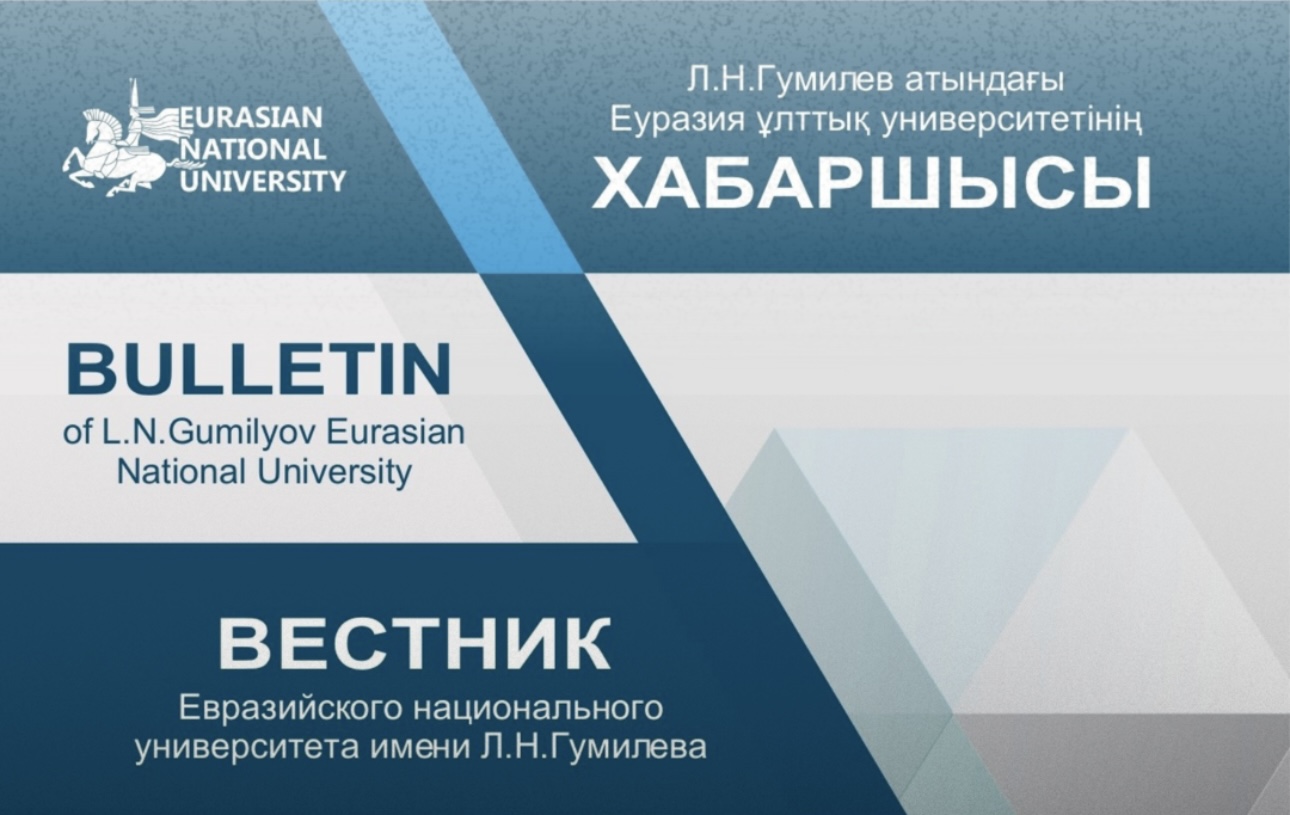 EURASIAN
NATIONAL
UNIVERSITY
Л.Н.Гумилев атындағы
Еуразия ұлттық университетінің
ХАБАРШЫСЫ
BULLETIN
of L.N.Gumilyov Eurasian
National University
ВЕСТНИК
Евразийского национального
университета имени Л.Н.Гумилева